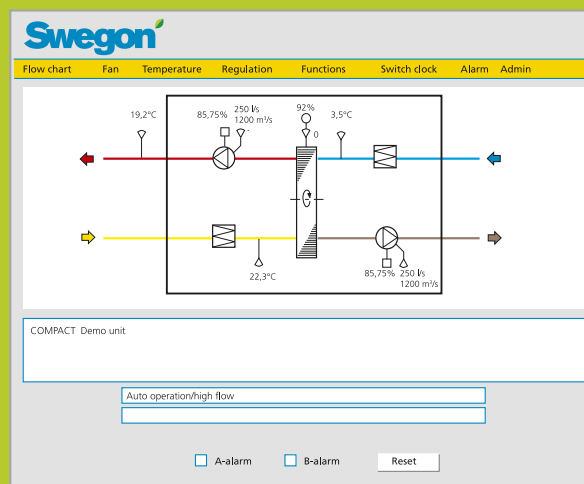 Swegon
Flow chart Fan Temperature Regulation Functions Switch clock Alarm Admin
19,2°C 85,75% 250 l/s 92% 3,5°C
1200 m³/s
- 0
22,3°C 85,75% 250 l/s
1200 m³/s
COMPACT Demo unit
Auto operation/high flow
A-alarm B-alarm Reset